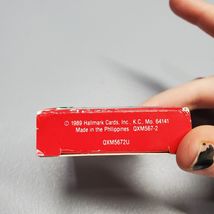 © 1989 Hallmark Cards, Inc., K.C., Mo. 64141
Made in the Philippines QXM567-2
QXM5672U